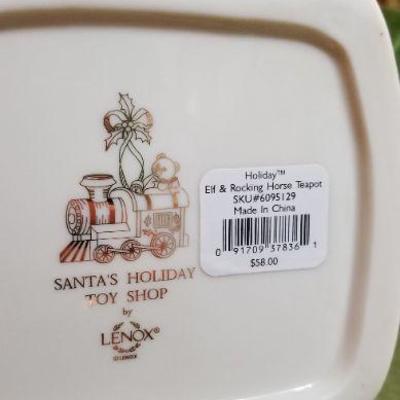 SANTA'S HOLIDAY
TOY SHOP
by
LENOX®
© LENOX
Holiday™
Elf & Rocking Horse Teapot
SKU#6095129
Made In China
0 91709 37836 1
$58.00